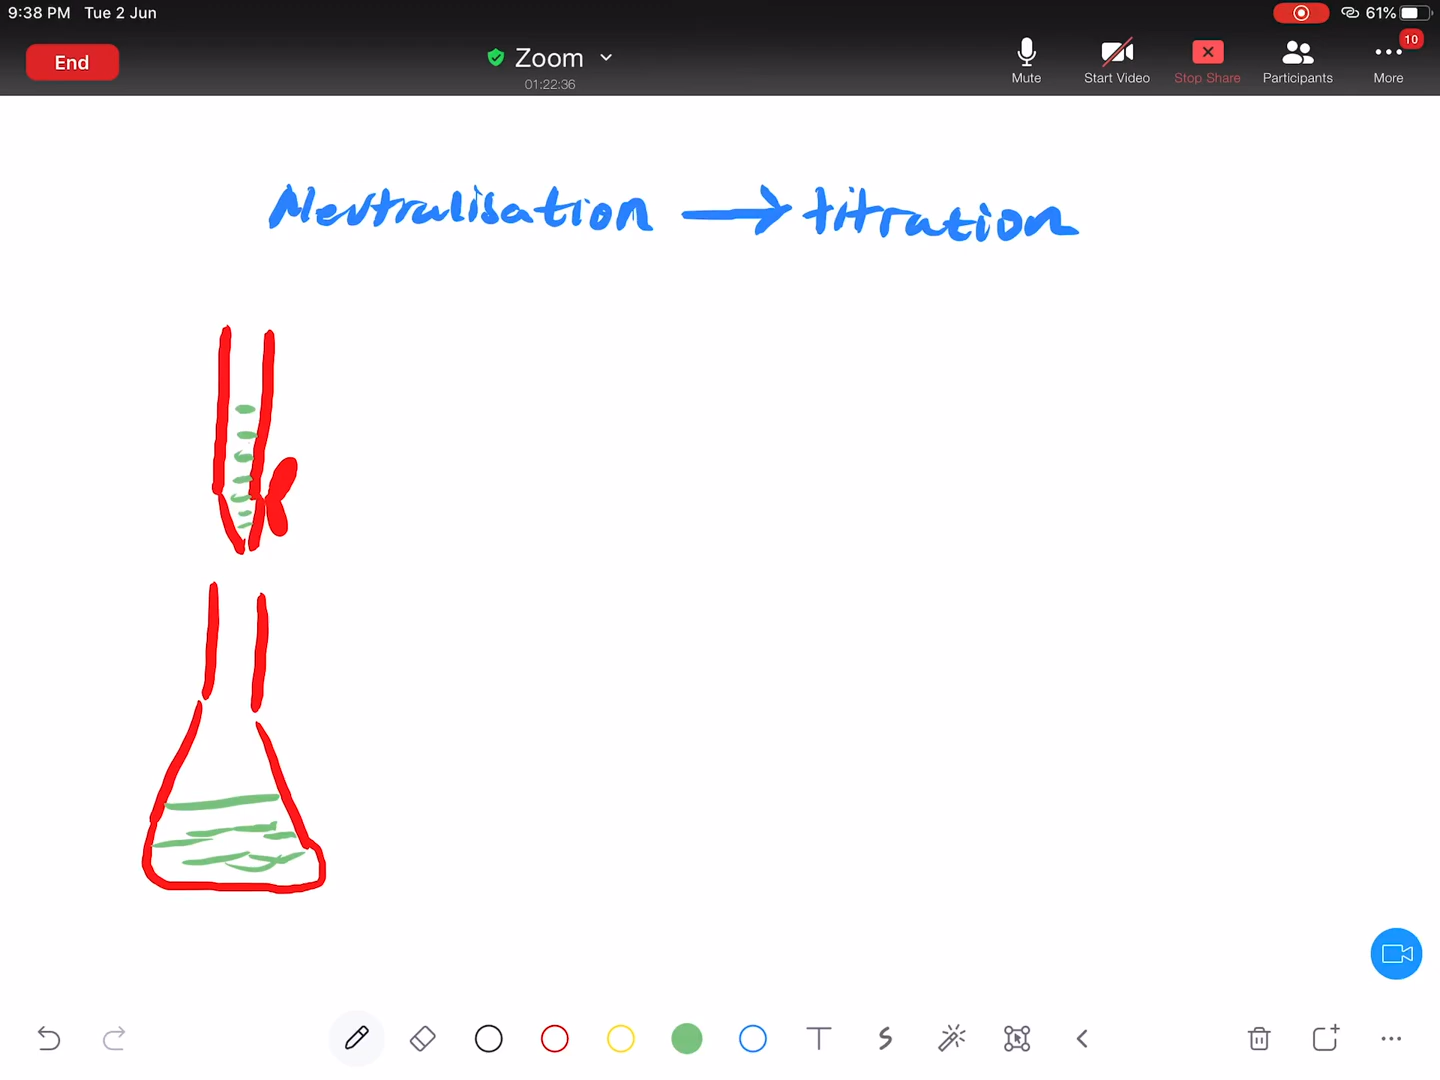 9:38 PM Tue 2 Jun 61%
End Zoom 10
01:22:36 Mute Start Video Stop Share Participants More
Neutralisation → titration
T